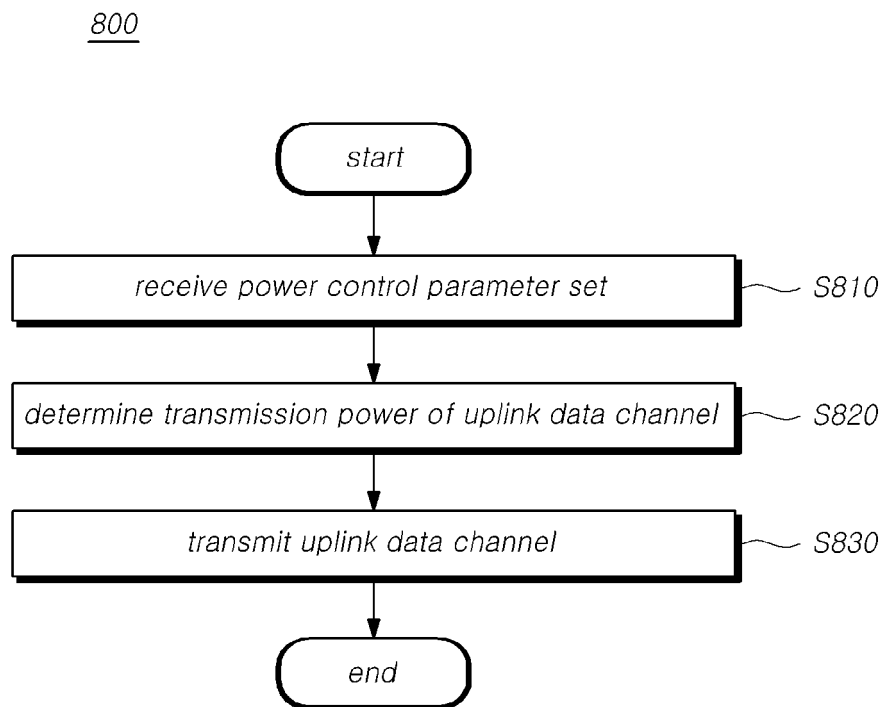 800
start
receive power control parameter set
S810
determine transmission power of uplink data channel
S820
transmit uplink data channel
S830
end